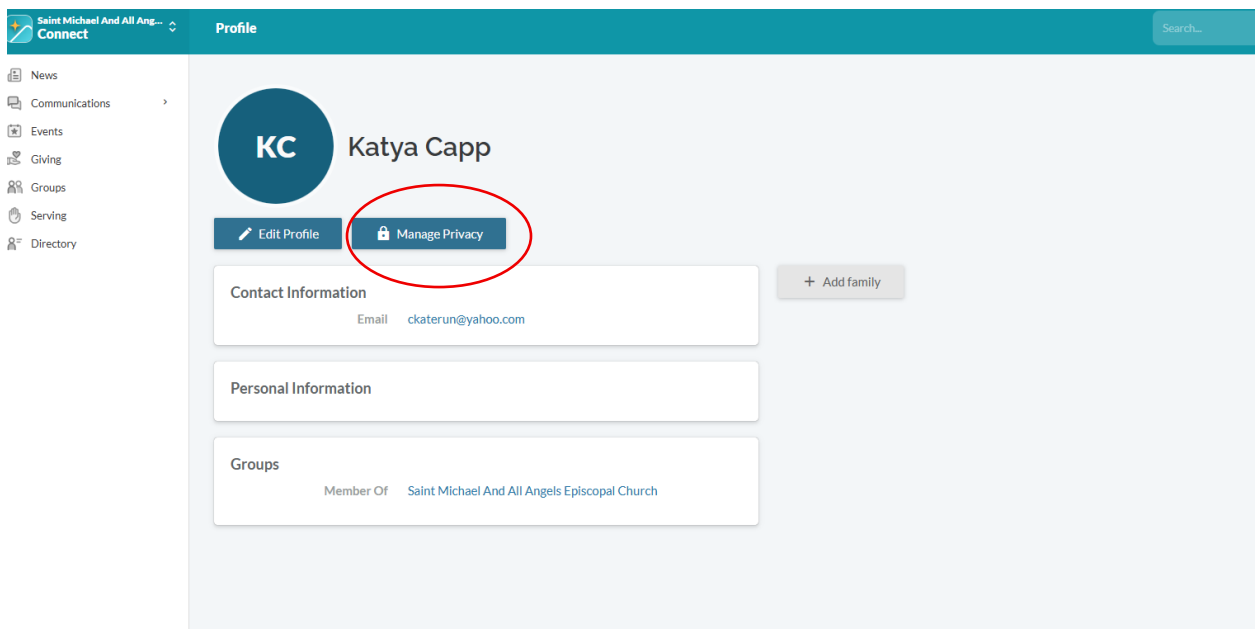 Saint Michael And All Ang...
Connect
Profile
Search...
News
Communications
Events
Giving
Groups
Serving
Directory
KC
Katya Capp
Edit Profile
Manage Privacy
Contact Information
Email ckaterun@yahoo.com
+ Add family
Personal Information
Groups
Member Of Saint Michael And All Angels Episcopal Church